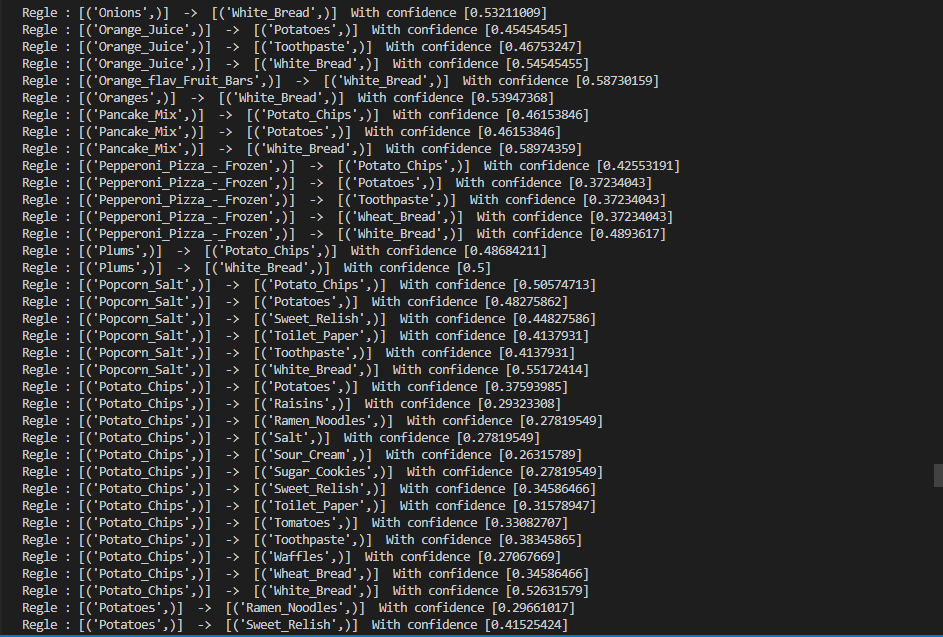 Regle : [('Onions',)]  ->  [('White_Bread',)]  With confidence [0.53211009]
Regle : [('Orange_Juice',)]  ->  [('Potatoes',)]  With confidence [0.45454545]
Regle : [('Orange_Juice',)]  ->  [('Toothpaste',)]  With confidence [0.46753247]
Regle : [('Orange_Juice',)]  ->  [('White_Bread',)]  With confidence [0.54545455]
Regle : [('Orange_flav_Fruit_Bars',)]  ->  [('White_Bread',)]  With confidence [0.58730159]
Regle : [('Oranges',)]  ->  [('White_Bread',)]  With confidence [0.53947368]
Regle : [('Pancake_Mix',)]  ->  [('Potato_Chips',)]  With confidence [0.46153846]
Regle : [('Pancake_Mix',)]  ->  [('Potatoes',)]  With confidence [0.46153846]
Regle : [('Pancake_Mix',)]  ->  [('White_Bread',)]  With confidence [0.58974359]
Regle : [('Pepperoni_Pizza_-_Frozen',)]  ->  [('Potato_Chips',)]  With confidence [0.42553191]
Regle : [('Pepperoni_Pizza_-_Frozen',)]  ->  [('Potatoes',)]  With confidence [0.37234043]
Regle : [('Pepperoni_Pizza_-_Frozen',)]  ->  [('Toothpaste',)]  With confidence [0.37234043]
Regle : [('Pepperoni_Pizza_-_Frozen',)]  ->  [('Wheat_Bread',)]  With confidence [0.37234043]
Regle : [('Pepperoni_Pizza_-_Frozen',)]  ->  [('White_Bread',)]  With confidence [0.4893617]
Regle : [('Plums',)]  ->  [('Potato_Chips',)]  With confidence [0.48684211]
Regle : [('Plums',)]  ->  [('White_Bread',)]  With confidence [0.5]
Regle : [('Popcorn_Salt',)]  ->  [('Potato_Chips',)]  With confidence [0.50574713]
Regle : [('Popcorn_Salt',)]  ->  [('Potatoes',)]  With confidence [0.48275862]
Regle : [('Popcorn_Salt',)]  ->  [('Sweet_Relish',)]  With confidence [0.44827586]
Regle : [('Popcorn_Salt',)]  ->  [('Toilet_Paper',)]  With confidence [0.4137931]
Regle : [('Popcorn_Salt',)]  ->  [('Toothpaste',)]  With confidence [0.4137931]
Regle : [('Popcorn_Salt',)]  ->  [('White_Bread',)]  With confidence [0.55172414]
Regle : [('Potato_Chips',)]  ->  [('Potatoes',)]  With confidence [0.37593985]
Regle : [('Potato_Chips',)]  ->  [('Raisins',)]  With confidence [0.29323308]
Regle : [('Potato_Chips',)]  ->  [('Ramen_Noodles',)]  With confidence [0.27819549]
Regle : [('Potato_Chips',)]  ->  [('Salt',)]  With confidence [0.27819549]
Regle : [('Potato_Chips',)]  ->  [('Sour_Cream',)]  With confidence [0.26315789]
Regle : [('Potato_Chips',)]  ->  [('Sugar_Cookies',)]  With confidence [0.27819549]
Regle : [('Potato_Chips',)]  ->  [('Sweet_Relish',)]  With confidence [0.34586466]
Regle : [('Potato_Chips',)]  ->  [('Toilet_Paper',)]  With confidence [0.31578947]
Regle : [('Potato_Chips',)]  ->  [('Tomatoes',)]  With confidence [0.33082707]
Regle : [('Potato_Chips',)]  ->  [('Toothpaste',)]  With confidence [0.38345865]
Regle : [('Potato_Chips',)]  ->  [('Waffles',)]  With confidence [0.27067669]
Regle : [('Potato_Chips',)]  ->  [('Wheat_Bread',)]  With confidence [0.34586466]
Regle : [('Potato_Chips',)]  ->  [('White_Bread',)]  With confidence [0.52631579]
Regle : [('Potatoes',)]  ->  [('Ramen_Noodles',)]  With confidence [0.29661017]
Regle : [('Potatoes',)]  ->  [('Sweet_Relish',)]  With confidence [0.41525424]